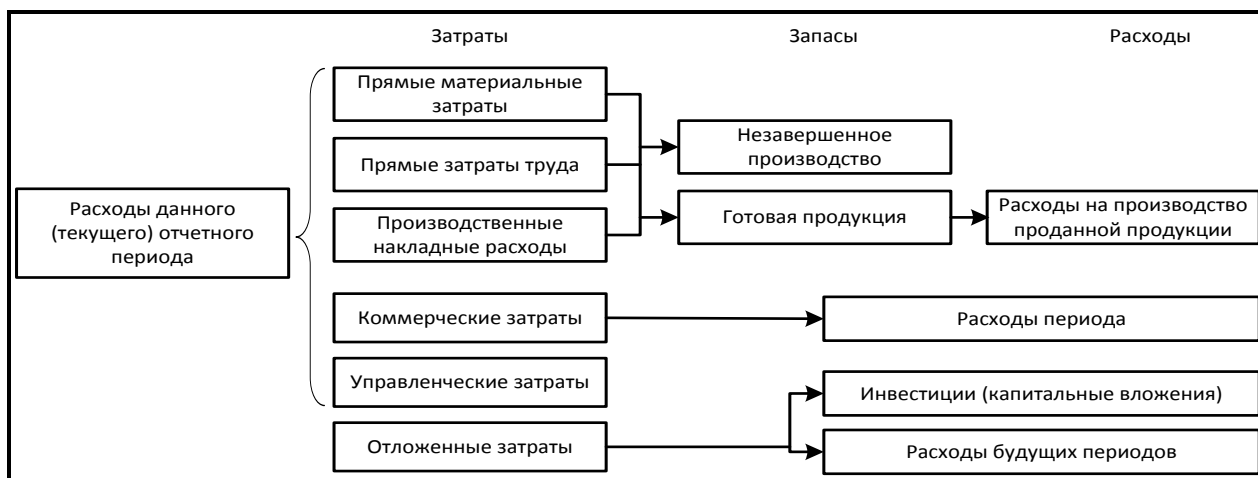 Затраты
Запасы
Расходы
Прямые материальные
затраты
Незавершенное
производство
Прямые затраты труда
Расходы данного
(текущего) отчетного
периода
Производственные
накладные расходы
Готовая продукция
Расходы на производство
проданной продукции
Коммерческие затраты
Расходы периода
Управленческие затраты
Инвестиции (капитальные вложения)
Отложенные затраты
Расходы будущих периодов